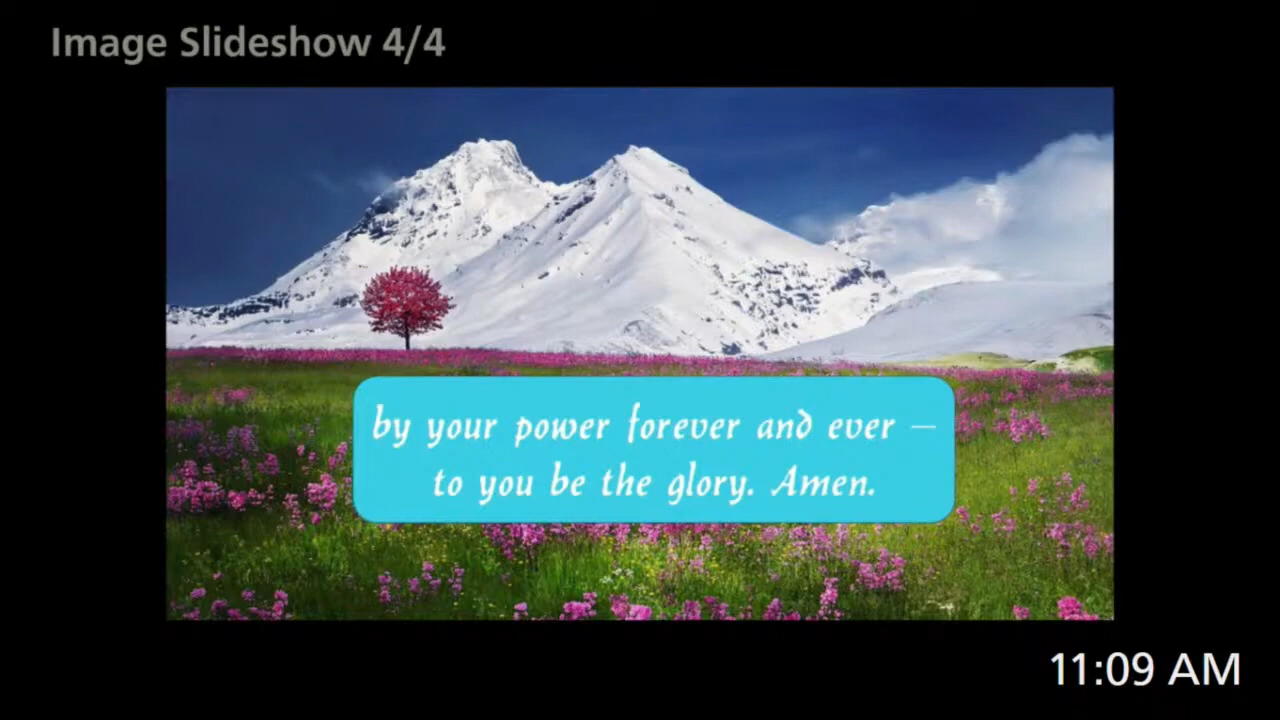 Image Slideshow 4/4
by your power forever and ever —
to you be the glory. Amen.
11:09 AM